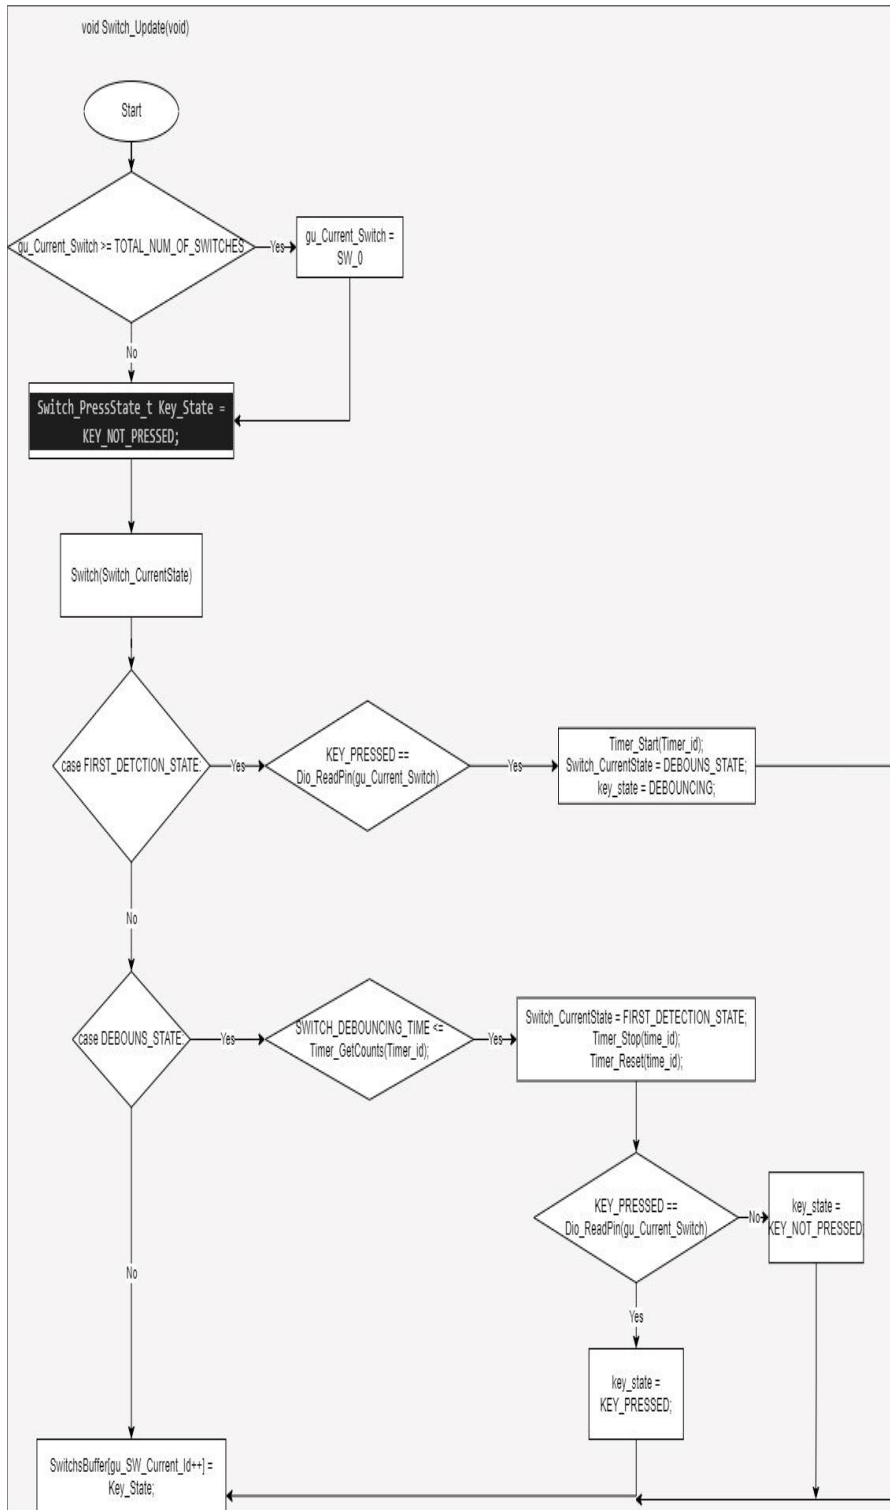 void Switch_Update(void)
Start
gu_Current_Switch >= TOTAL_NUM_OF_SWITCHES
Yes
gu_Current_Switch =
SW_0
No
Switch_PressState_t Key_State =
KEY_NOT_PRESSED;
Switch(Switch_CurrentState)
case FIRST_DETCTION_STATE:
Yes
KEY_PRESSED ==
Dio_ReadPin(gu_Current_Switch)
Yes
Timer_Start(Timer_id);
Switch_CurrentState = DEBOUNS_STATE;
key_state = DEBOUNCING;
No
case DEBOUNS_STATE:
Yes
SWITCH_DEBOUNCING_TIME <=
Timer_GetCounts(Timer_id);
Yes
Switch_CurrentState = FIRST_DETECTION_STATE;
Timer_Stop(time_id);
Timer_Reset(time_id);
KEY_PRESSED ==
Dio_ReadPin(gu_Current_Switch)
No
key_state =
KEY_NOT_PRESSED;
No
Yes
key_state =
KEY_PRESSED;
SwitchsBuffer[gu_SW_Current_Id++] =
Key_State;